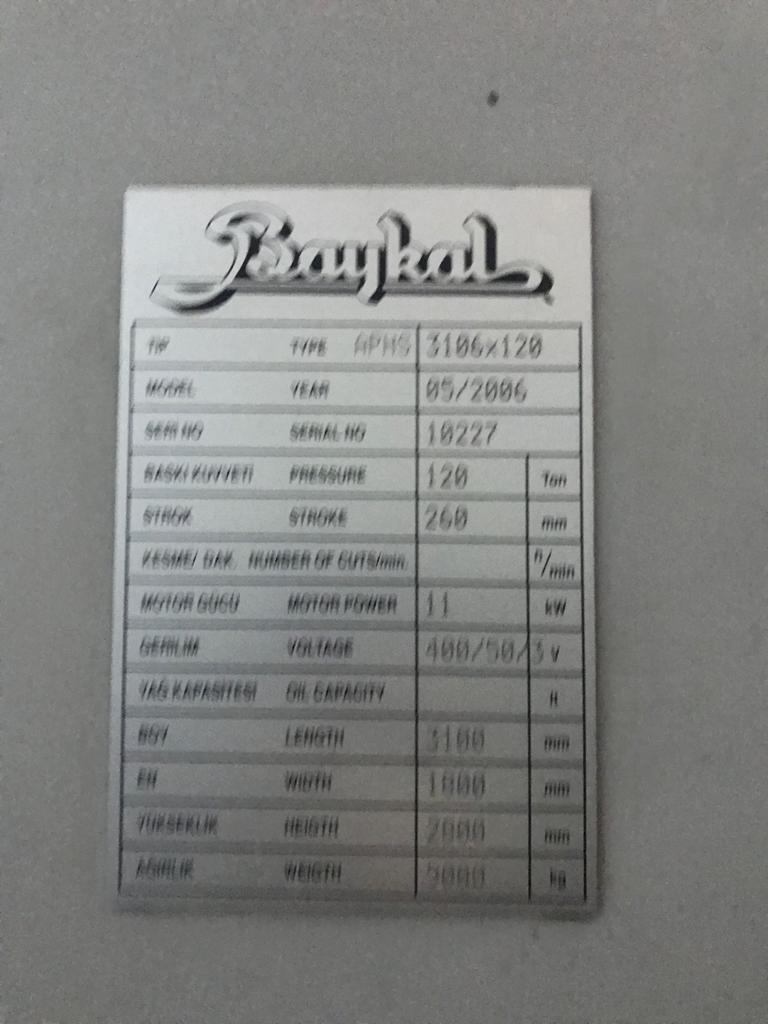 Baykal
TİP TYPE APHS 3106x120
MODEL YEAR 05/2006
SERİ NO SERIAL NO 10227
BASKI KUVVETİ PRESSURE 120 Ton
STROK STROKE 260 mm
KESME/ DAK. NUMBER OF CUTS/min. n/min
MOTOR GÜCÜ MOTOR POWER 11 kW
GERİLİM VOLTAGE 400/50/3 V
YAĞ KAPASİTESİ OIL CAPACITY lt
BOY LENGTH 3100 mm
EN WIDTH mm
YÜKSEKLİK HEIGTH mm
AĞIRLIK WEIGTH 9000 kg